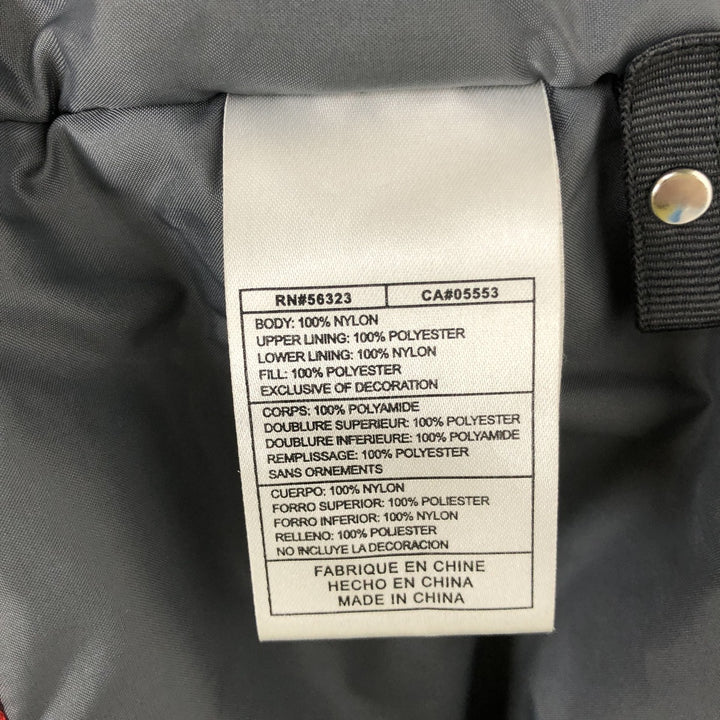 RN#56323 CA#05553
BODY: 100% NYLON
UPPER LINING: 100% POLYESTER
LOWER LINING: 100% NYLON
FILL: 100% POLYESTER
EXCLUSIVE OF DECORATION
CORPS: 100% POLYAMIDE
DOUBLURE SUPERIEUR: 100% POLYESTER
DOUBLURE INFERIEURE: 100% POLYAMIDE
REMPLISSAGE: 100% POLYESTER
SANS ORNEMENTS
CUERPO: 100% NYLON
FORRO SUPERIOR: 100% POLIESTER
FORRO INFERIOR: 100% NYLON
RELLENO: 100% POLIESTER
NO INCLUYE LA DECORACION
FABRIQUE EN CHINE
HECHO EN CHINA
MADE IN CHINA